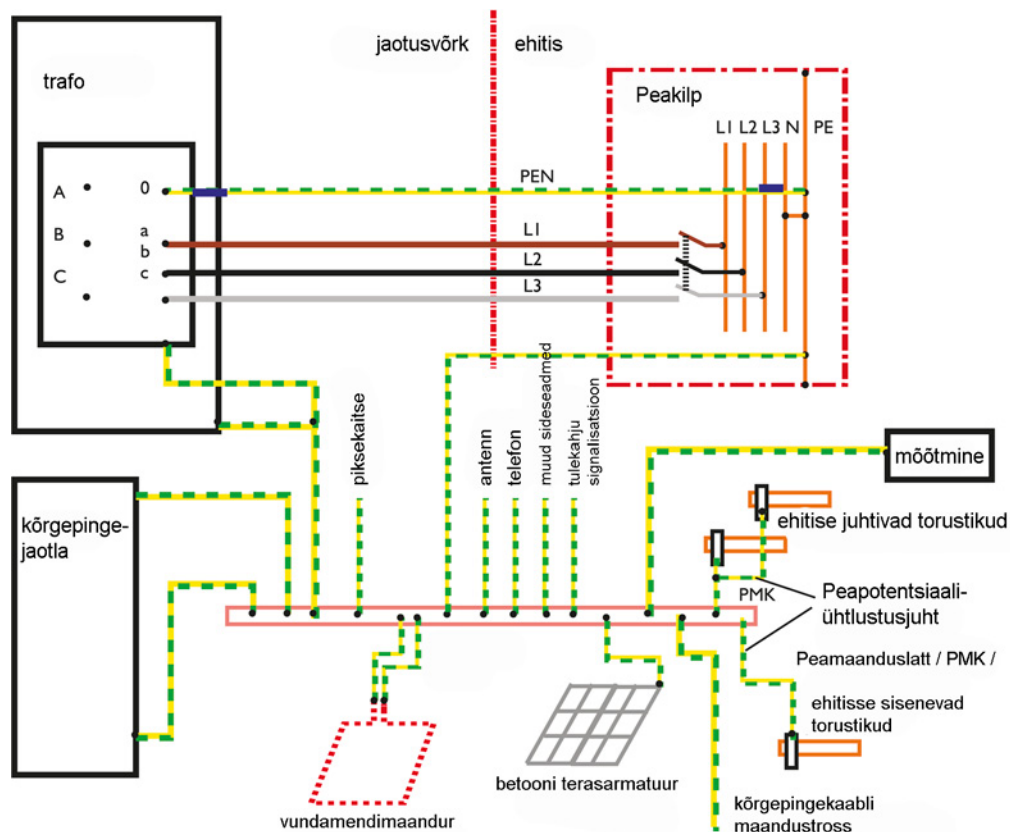 jaotusvõrk
ehitis
trafo
Peakilp
L1 L2 L3 N PE
A
B
C
0
a
b
c
PEN
L1
L2
L3
piksekaitse
antenn
telefon
muud sideseadmed
tulekahju
signalisatsioon
mõõtmine
kõrgepinge-
jaotla
ehitise juhtivad torustikud
PMK
Peapotentsiaali-
ühtlustusjuht
Peamaanduslatt / PMK /
ehitisse sisenevad
torustikud
betooni terasarmatuur
vundamendimaandur
kõrgepingekaabli
maandustross